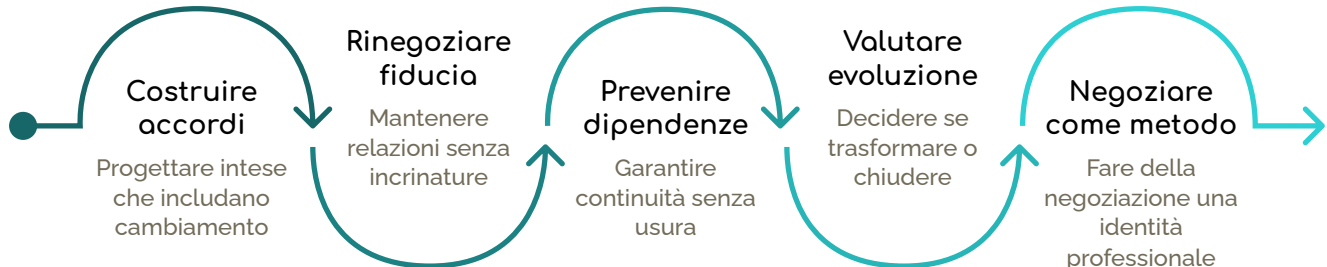 Costruire
accordi
Progettare intese
che includano
cambiamento
Rinegoziare
fiducia
Mantenere
relazioni senza
incrinature
Prevenire
dipendenze
Garantire
continuità senza
usura
Valutare
evoluzione
Decidere se
trasformare o
chiudere
Negoziare
come metodo
Fare della
negoziazione una
identità
professionale